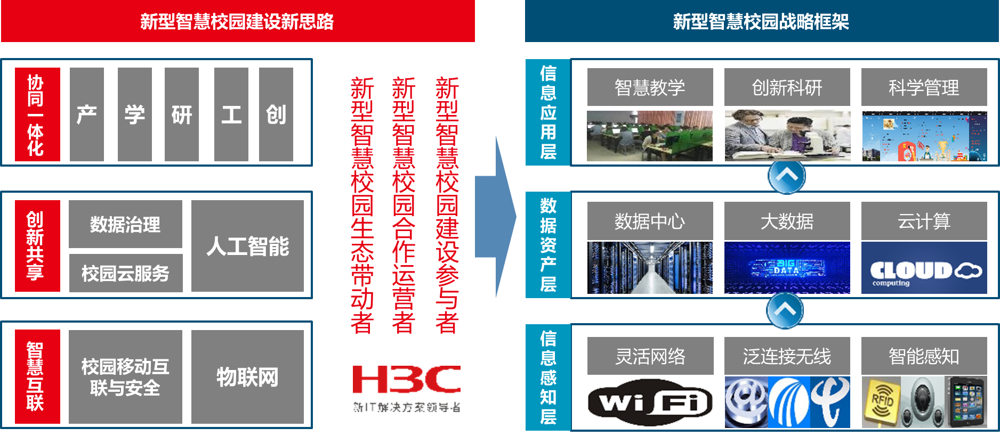 新型智慧校园建设新思路
协同一体化
产
学
研
工
创
创新共享
数据治理
校园云服务
人工智能
智慧互联
校园移动互
联与安全
物联网
新型智慧校园生态带动者
新型智慧校园合作运营者
新型智慧校园建设参与者
H3C
新IT解决方案领导者
新型智慧校园战略框架
信息应用层
智慧教学
创新科研
科学管理
数据资产层
数据中心
大数据
云计算
BIG
DATA
CLOUD
computing
信息感知层
灵活网络
泛连接无线
智能感知
WiFi
@
RFID